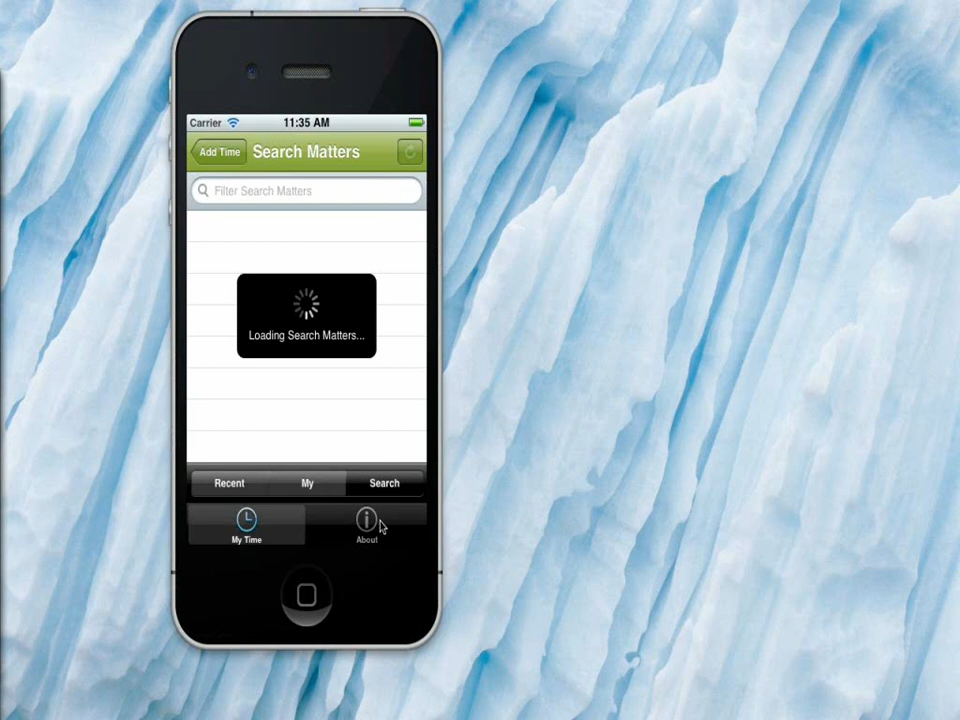 Carrier 11:35 AM
Add Time Search Matters
Filter Search Matters
Loading Search Matters...
Recent My Search
My Time About